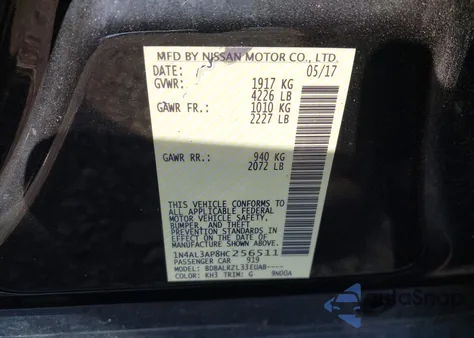 MFD BY NISSAN MOTOR CO., LTD.
DATE: 05/17
GVWR: 1917 KG
4226 LB
GAWR FR.: 1010 KG
2227 LB
GAWR RR.: 940 KG
2072 LB
THIS VEHICLE CONFORMS TO
ALL APPLICABLE FEDERAL
MOTOR VEHICLE SAFETY,
BUMPER, AND THEFT
PREVENTION STANDARDS IN
EFFECT ON THE DATE OF
MANUFACTURE SHOWN ABOVE.
1N4AL3AP8HC256511
PASSENGER CAR 919
MODEL: BDBALRZL33EUAB----
COLOR: KH3 TRIM: G 9N00A
AutoSnap